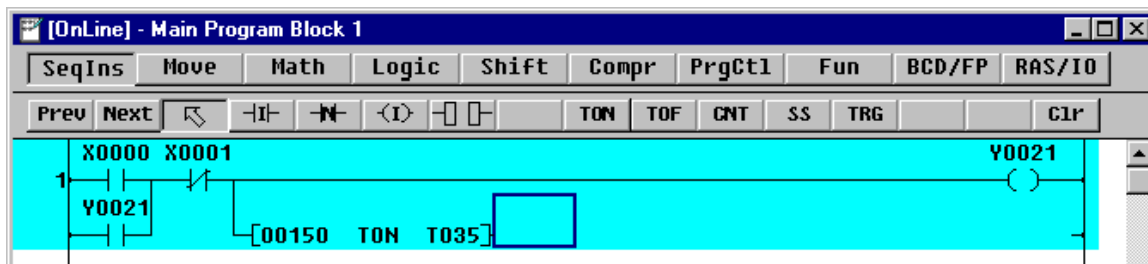 [OnLine] - Main Program Block 1
SeqIns Move Math Logic Shift Compr PrgCtl Fun BCD/FP RAS/IO
Prev Next I N (I) TON TOF CNT SS TRG Clr
X0000 X0001 Y0021
1
Y0021
[00150 TON T035]